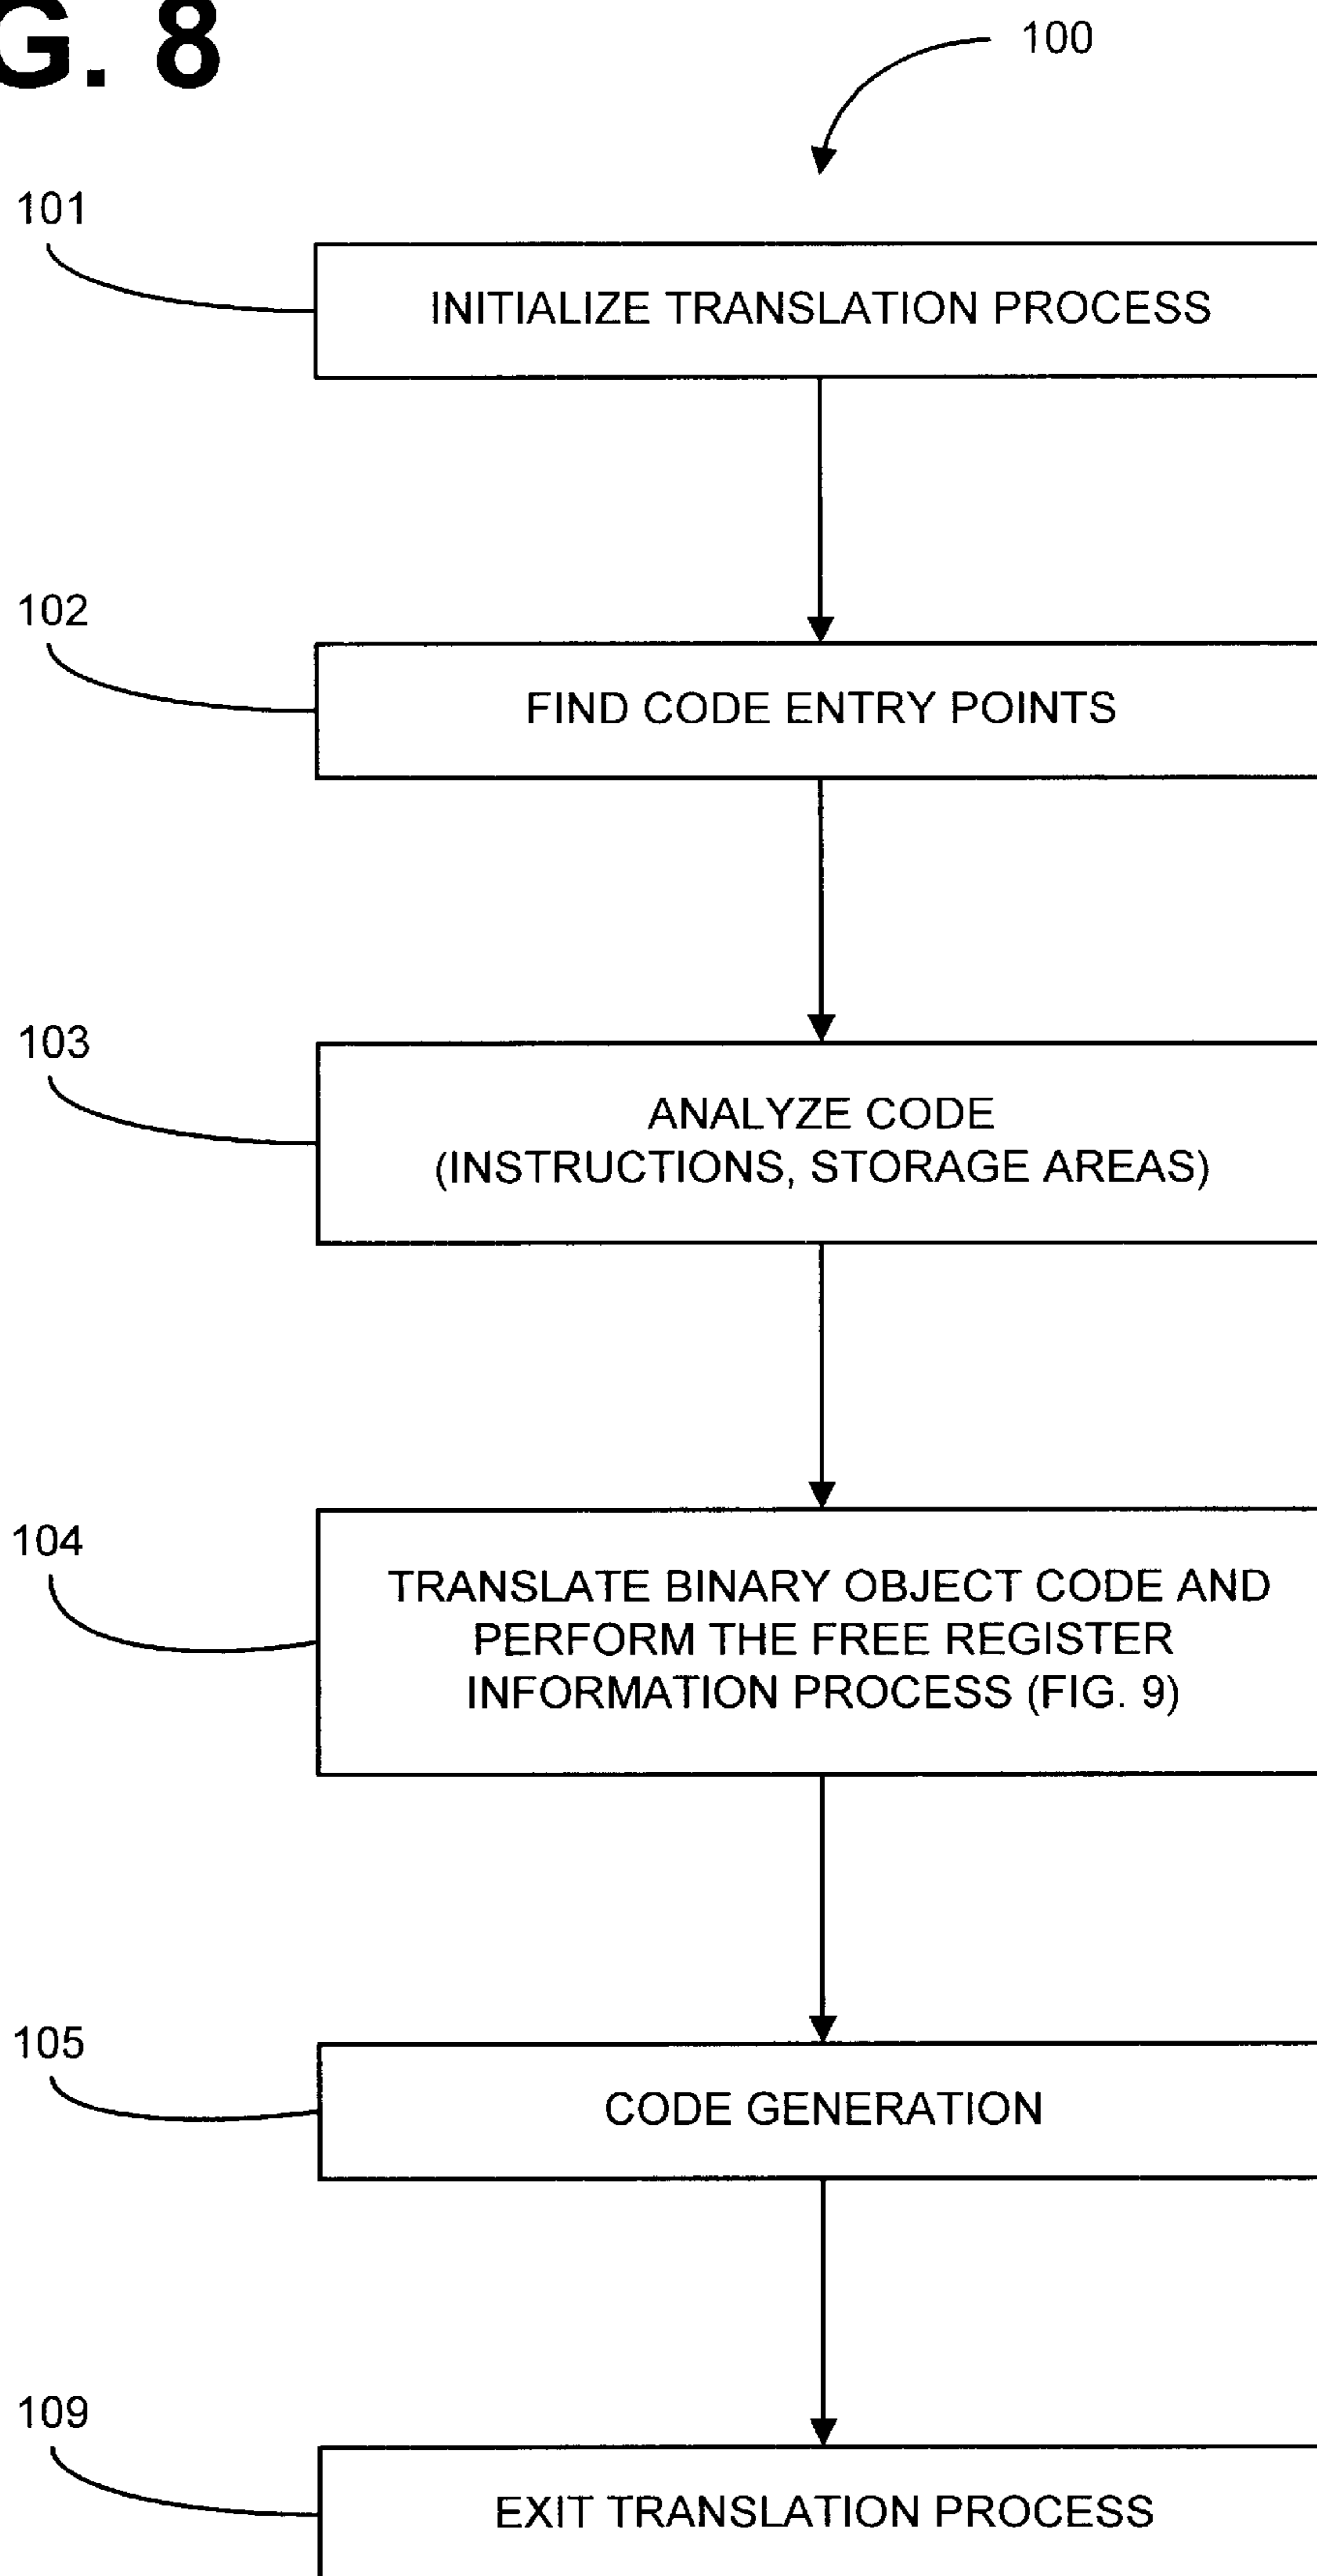 G. 8
100
101
INITIALIZE TRANSLATION PROCESS
102
FIND CODE ENTRY POINTS
103
ANALYZE CODE
(INSTRUCTIONS, STORAGE AREAS)
104
TRANSLATE BINARY OBJECT CODE AND
PERFORM THE FREE REGISTER
INFORMATION PROCESS (FIG. 9)
105
CODE GENERATION
109
EXIT TRANSLATION PROCESS